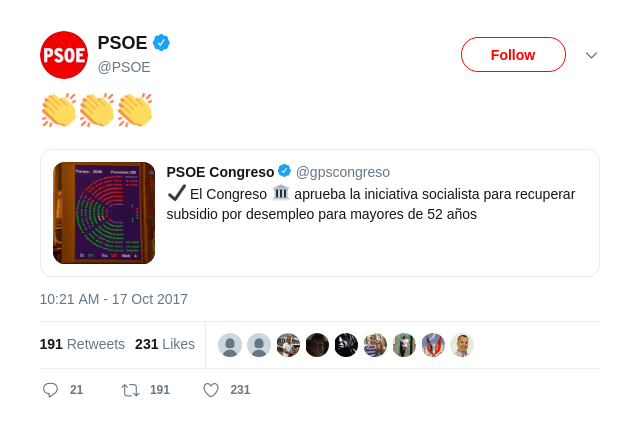 PSOE
PSOE
@PSOE
Follow
👏👏👏
PSOE Congreso @gpscongreso
✔ El Congreso 🏛 aprueba la iniciativa socialista para recuperar
subsidio por desempleo para mayores de 52 años
10:21 AM - 17 Oct 2017
191 Retweets 231 Likes
21 191 231